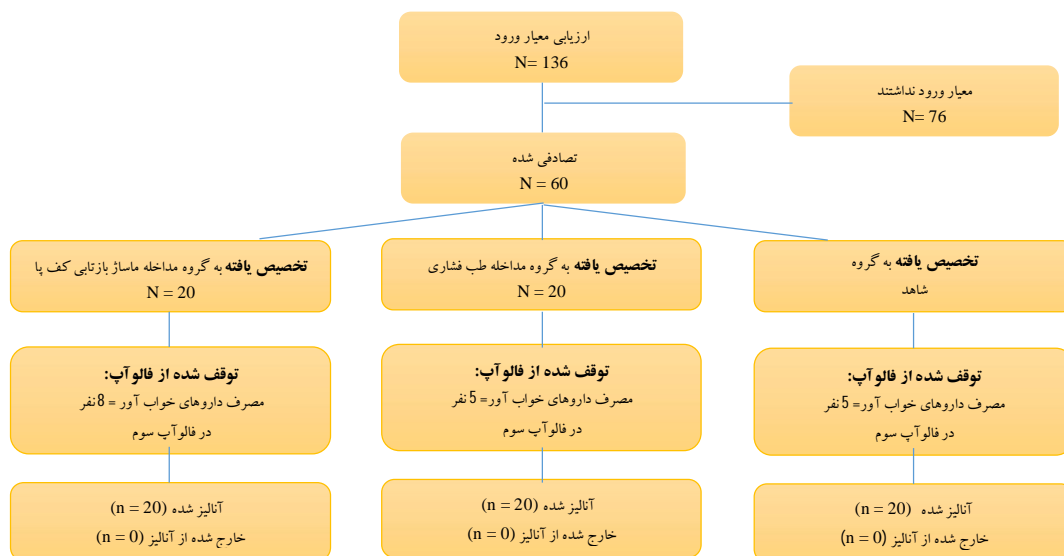 ارزیابی معیار ورود
N= 136
معیار ورود نداشتند
N= 76
تصادفی شده
N = 60
تخصیص یافته به گروه
شاهد
تخصیص یافته به گروه مداخله طب فشاری
N = 20
تخصیص یافته به گروه مداخله ماساژ بازتابی کف پا
N = 20
توقف شده از فالوآپ:
مصرف داروهای خواب آور= 5 نفر
در فالوآپ سوم
توقف شده از فالوآپ:
مصرف داروهای خواب آور= 5 نفر
در فالوآپ سوم
توقف شده از فالوآپ:
مصرف داروهای خواب آور = 8 نفر
در فالوآپ سوم
آنالیز شده (n = 20)
خارج شده از آنالیز (n = 0)
آنالیز شده (n = 20)
خارج شده از آنالیز (n = 0)
آنالیز شده (n = 20)
خارج شده از آنالیز (n = 0)